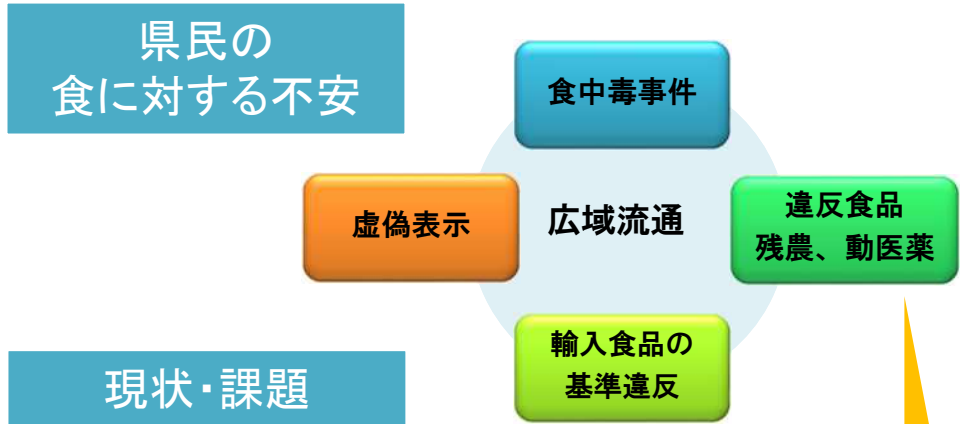 県民の
食に対する不安
食中毒事件
虚偽表示
広域流通
違反食品
残農、動医薬
輸入食品の
基準違反
現状・課題